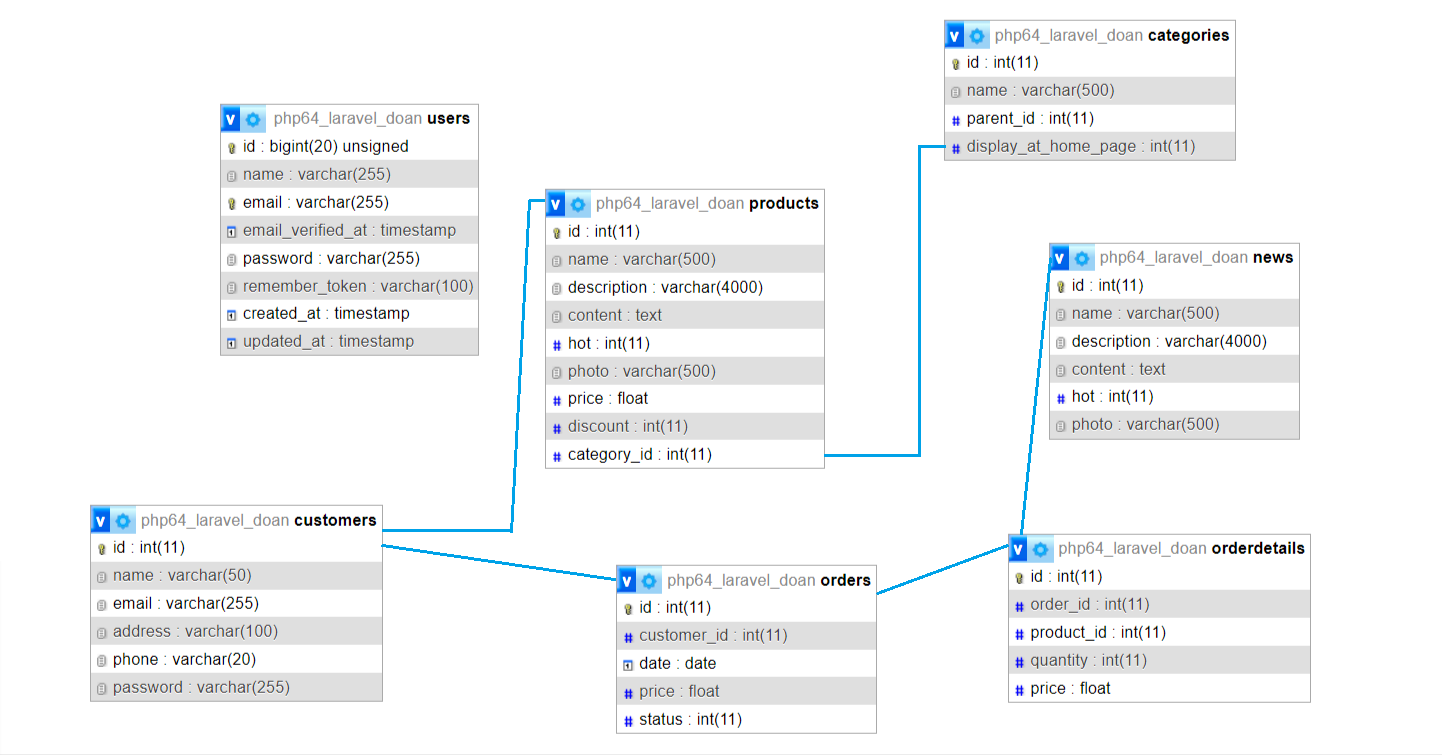 php64_laravel_doan categories
id : int(11)
name : varchar(500)
parent_id : int(11)
display_at_home_page : int(11)
v php64_laravel_doan users
id : bigint(20) unsigned
name : varchar(255)
email : varchar(255)
email_verified_at : timestamp
password : varchar(255)
remember_token : varchar(100)
created_at : timestamp
updated_at : timestamp
v php64_laravel_doan products
id : int(11)
name : varchar(500)
description : varchar(4000)
content : text
# hot : int(11)
photo : varchar(500)
# price : float
# discount : int(11)
# category_id : int(11)
v php64_laravel_doan news
id : int(11)
name : varchar(500)
description : varchar(4000)
content : text
# hot : int(11)
photo : varchar(500)
v php64_laravel_doan customers
id : int(11)
name : varchar(50)
email : varchar(255)
address : varchar(100)
phone : varchar(20)
password : varchar(255)
v php64_laravel_doan orders
id : int(11)
# customer_id : int(11)
date : date
# price : float
# status : int(11)
v php64_laravel_doan orderdetails
id : int(11)
# order_id : int(11)
# product_id : int(11)
# quantity : int(11)
# price : float